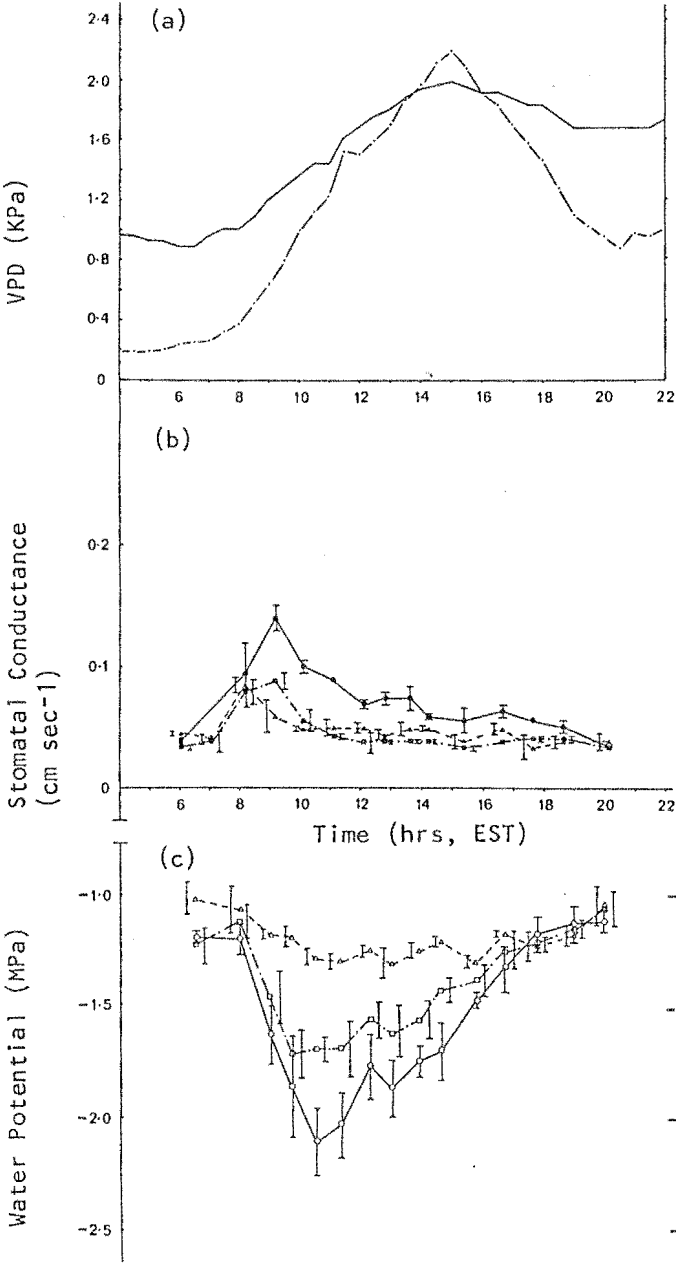 (a)
2·4
2·0
1·6
1·2
0·8
0·4
0
VPD (KPa)
6 8 10 12 14 16 18 20 22
(b)
0·2
0·1
0
Stomatal Conductance
(cm sec-1)
6 8 10 12 14 16 18 20 22
Time (hrs, EST)
(c)
-1·0
-1·5
-2·0
-2·5
Water Potential (MPa)